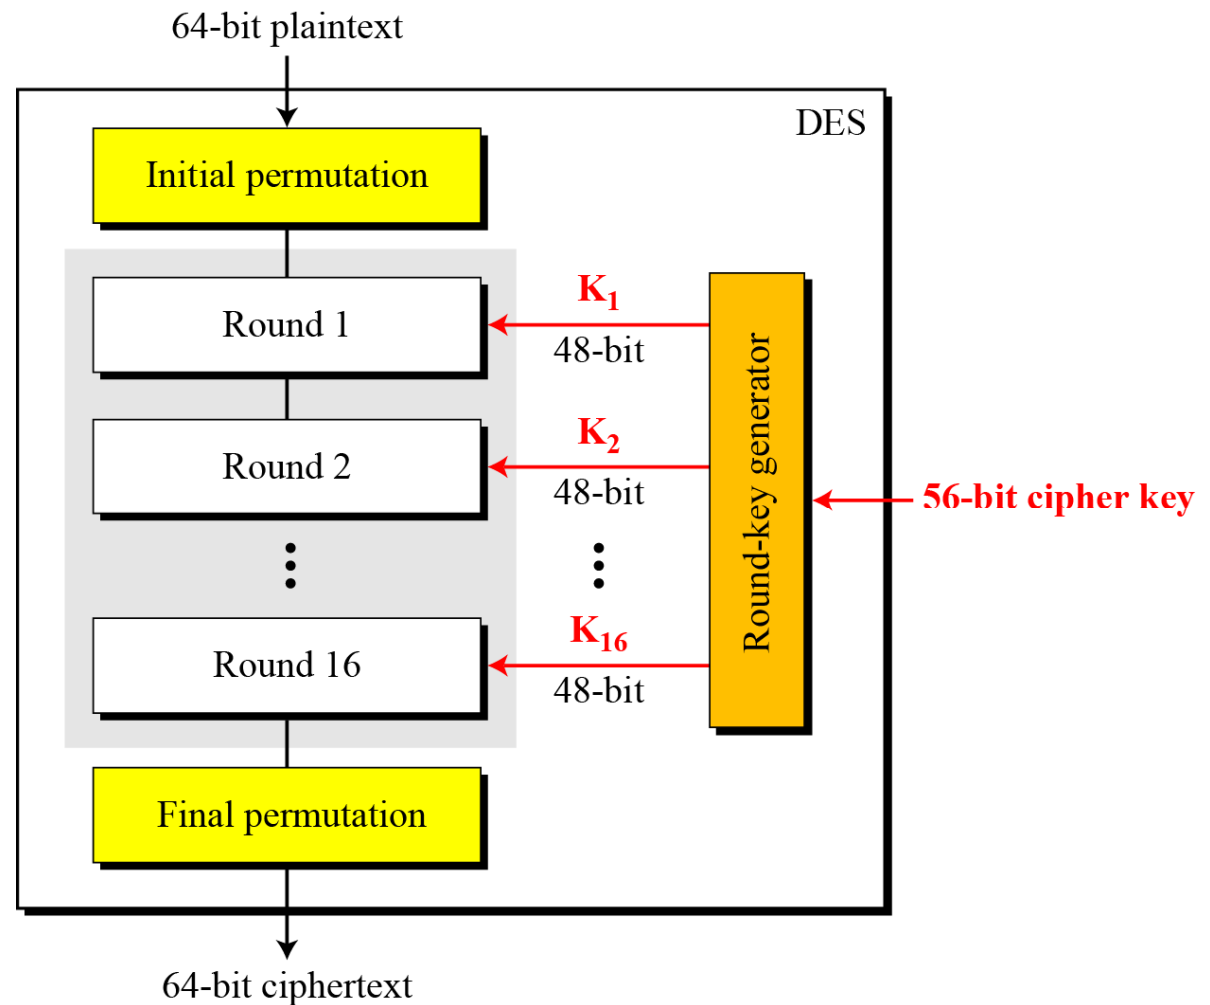 64-bit plaintext
DES
Initial permutation
Round 1
K1
48-bit
Round 2
K2
48-bit
Round 16
K16
48-bit
Round-key generator
56-bit cipher key
Final permutation
64-bit ciphertext